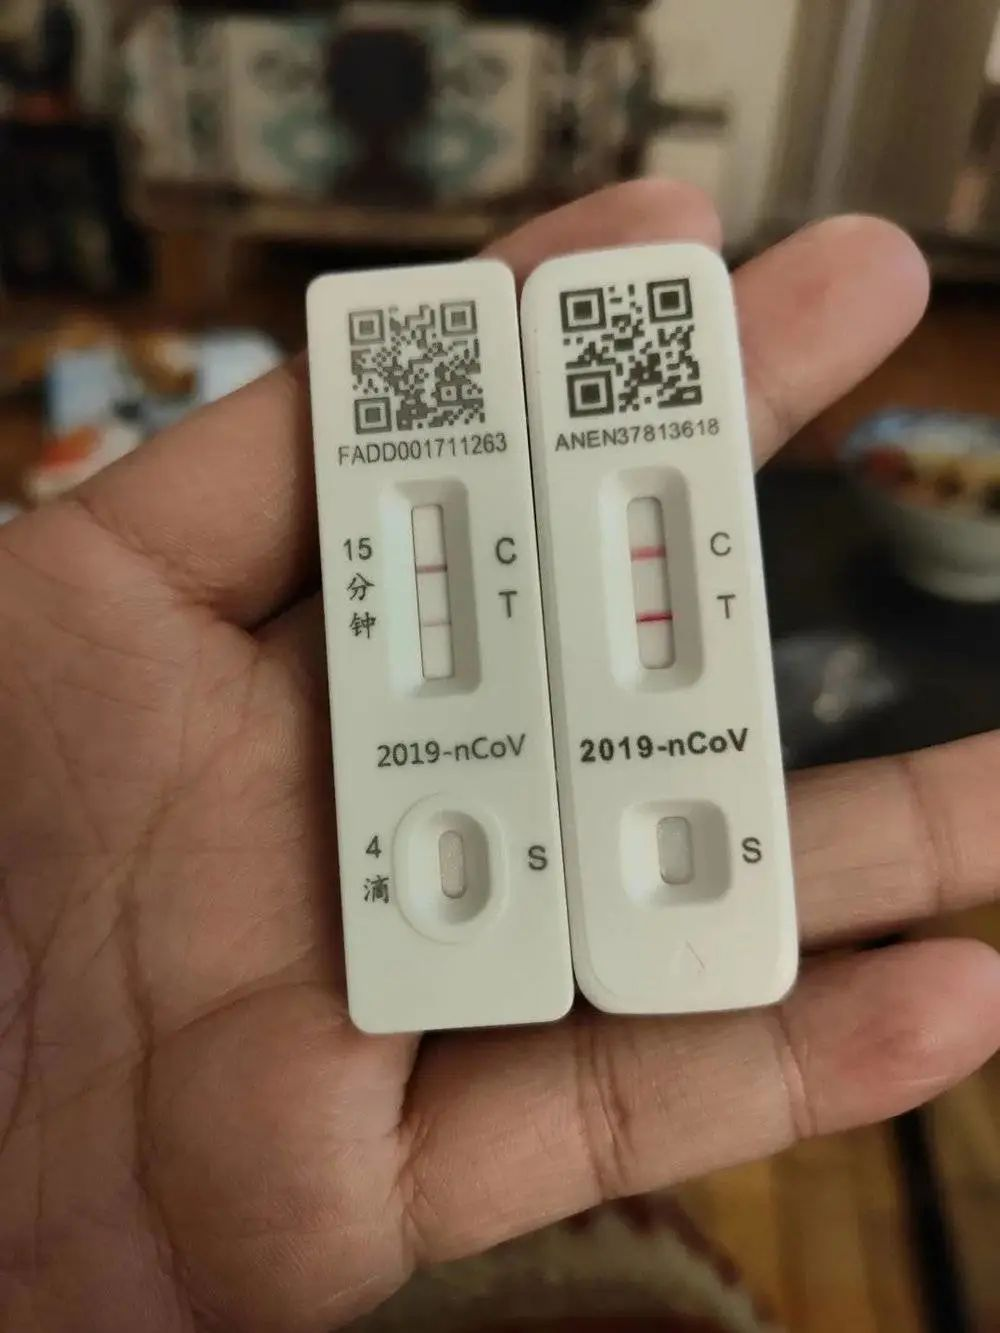 FADD001711263
15
分
钟
C
T
2019-nCoV
4
滴
S
ANEN37813618
C
T
2019-nCoV
S